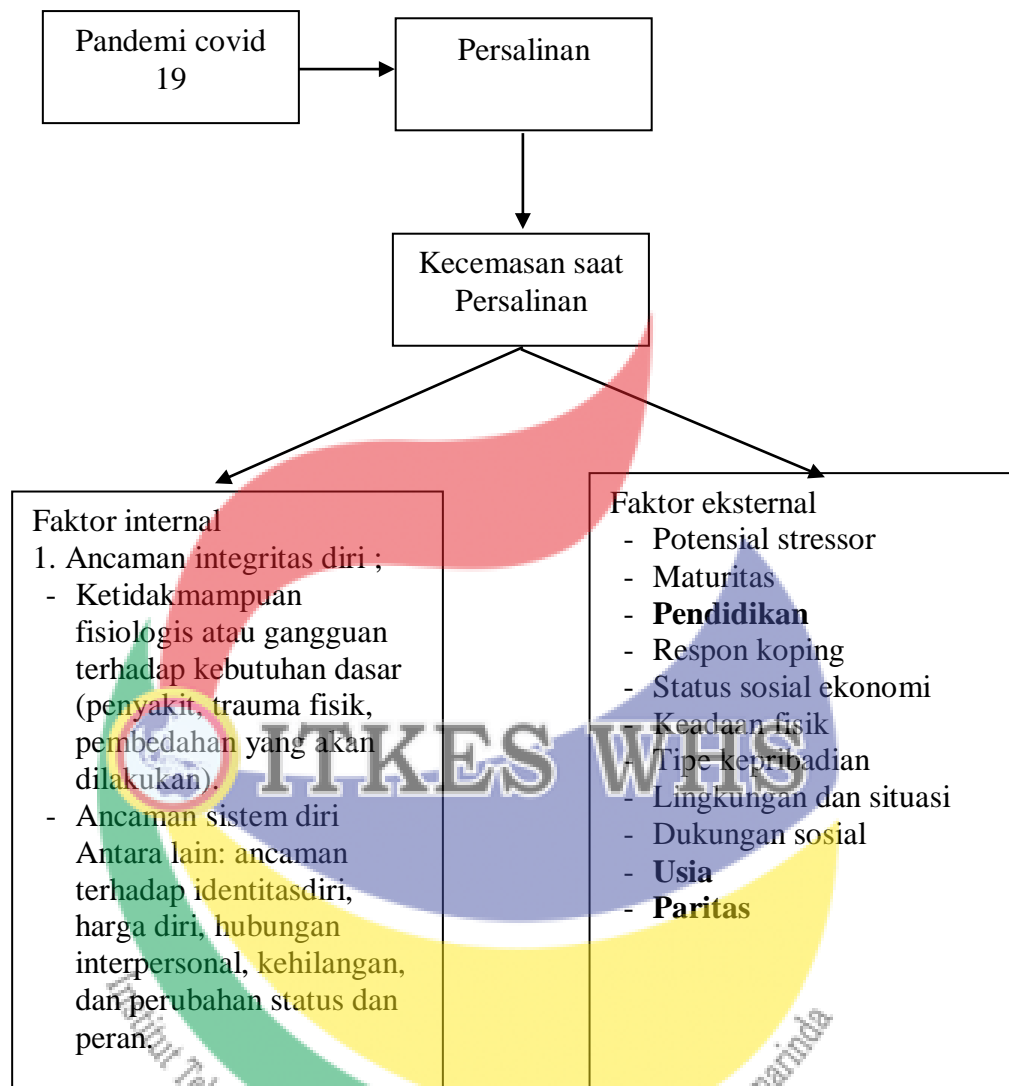 Pandemi covid
19
Persalinan
Kecemasan saat
Persalinan
Faktor internal
1. Ancaman integritas diri ;
- Ketidakmampuan
fisiologis atau gangguan
terhadap kebutuhan dasar
(penyakit, trauma fisik,
pembedahan yang akan
dilakukan).
- Ancaman sistem diri
Antara lain: ancaman
terhadap identitasdiri,
harga diri, hubungan
interpersonal, kehilangan,
dan perubahan status dan
peran.
Faktor eksternal
- Potensial stressor
- Maturitas
- Pendidikan
- Respon koping
- Status sosial ekonomi
- Keadaan fisik
- Tipe kepribadian
- Lingkungan dan situasi
- Dukungan sosial
- Usia
- Paritas
ITKES WHS
Institut